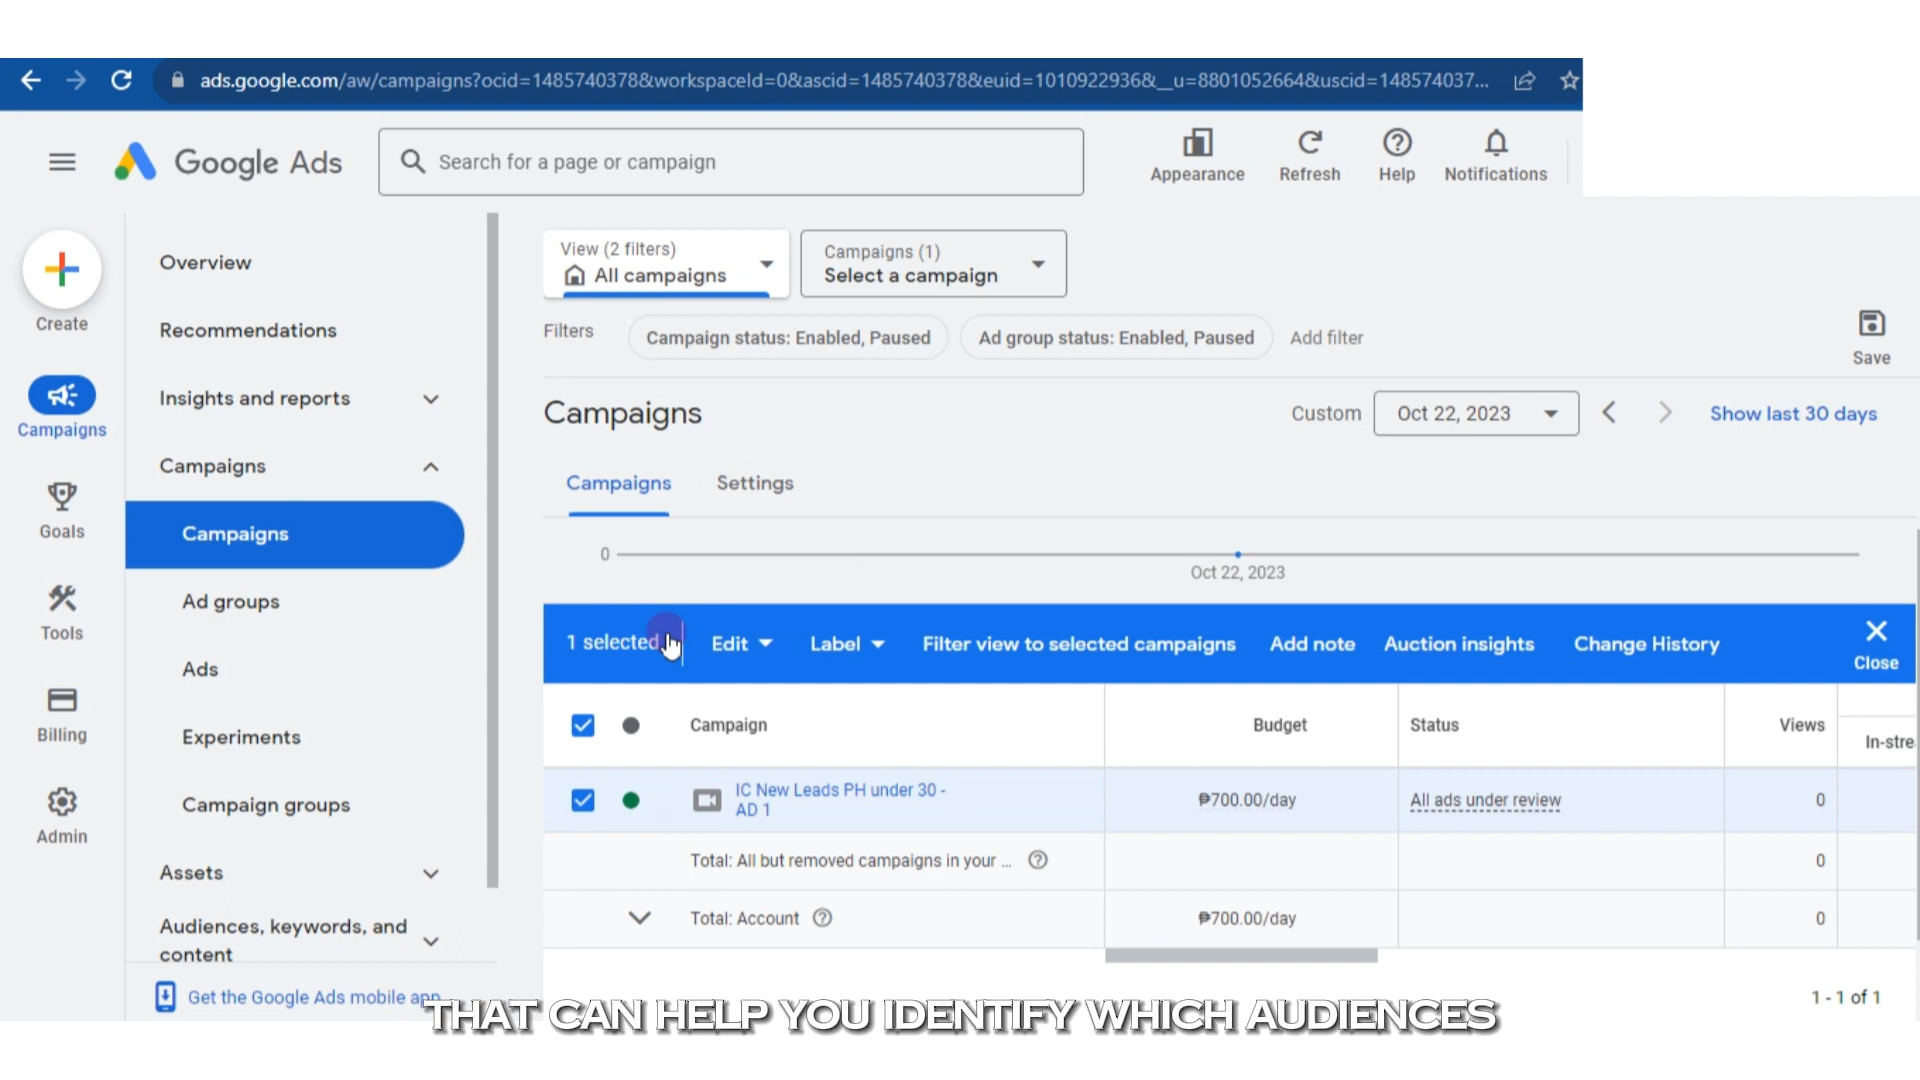 ads.google.com/aw/campaigns?ocid=1485740378&workspaceId=0&ascid=1485740378&euid=1010922936&__u=8801052664&uscid=148574037...
Google Ads
Search for a page or campaign
Appearance
Refresh
Help
Notifications
Create
Campaigns
Goals
Tools
Billing
Admin
Overview
Recommendations
Insights and reports
Campaigns
Campaigns
Ad groups
Ads
Experiments
Campaign groups
Assets
Audiences, keywords, and
content
Get the Google Ads mobile app
View (2 filters)
All campaigns
Campaigns (1)
Select a campaign
Filters
Campaign status: Enabled, Paused
Ad group status: Enabled, Paused
Add filter
Save
Campaigns
Custom
Oct 22, 2023
Show last 30 days
Campaigns
Settings
0
Oct 22, 2023
1 selected
Edit
Label
Filter view to selected campaigns
Add note
Auction insights
Change History
Close
Campaign
Budget
Status
Views
In-stre
IC New Leads PH under 30 -
AD 1
₱700.00/day
All ads under review
0
Total: All but removed campaigns in your ...
0
Total: Account
₱700.00/day
0
1 - 1 of 1
THAT CAN HELP YOU IDENTIFY WHICH AUDIENCES